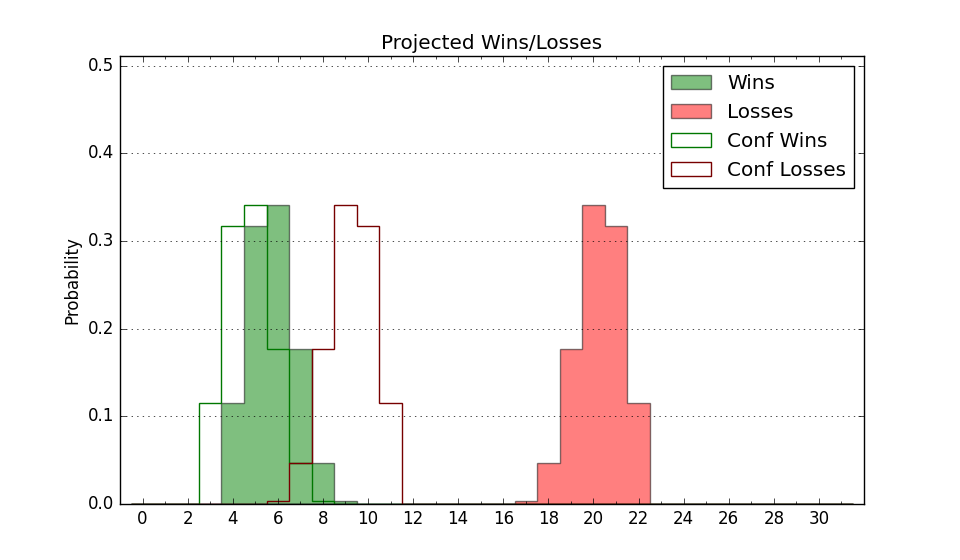 Projected Wins/Losses
0.5
0.4
0.3
0.2
0.1
0.0
Probability
Wins
Losses
Conf Wins
Conf Losses
0 2 4 6 8 10 12 14 16 18 20 22 24 26 28 30